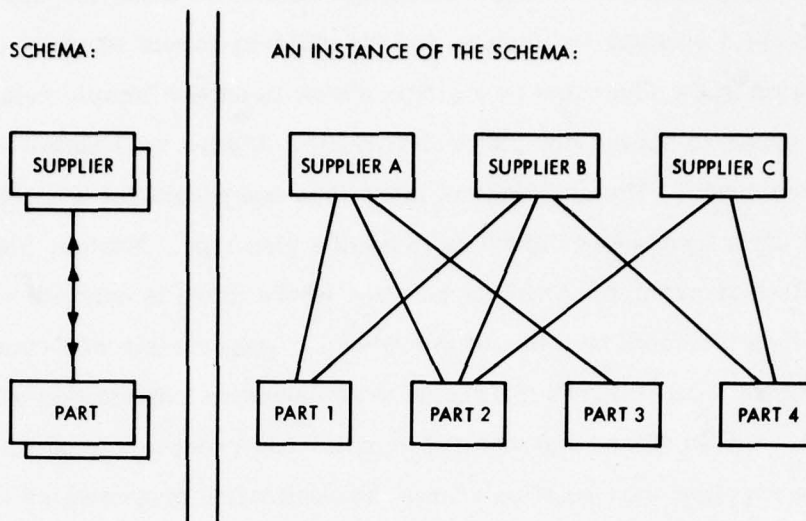 SCHEMA:
AN INSTANCE OF THE SCHEMA:
SUPPLIER
SUPPLIER A
SUPPLIER B
SUPPLIER C
PART
PART 1
PART 2
PART 3
PART 4